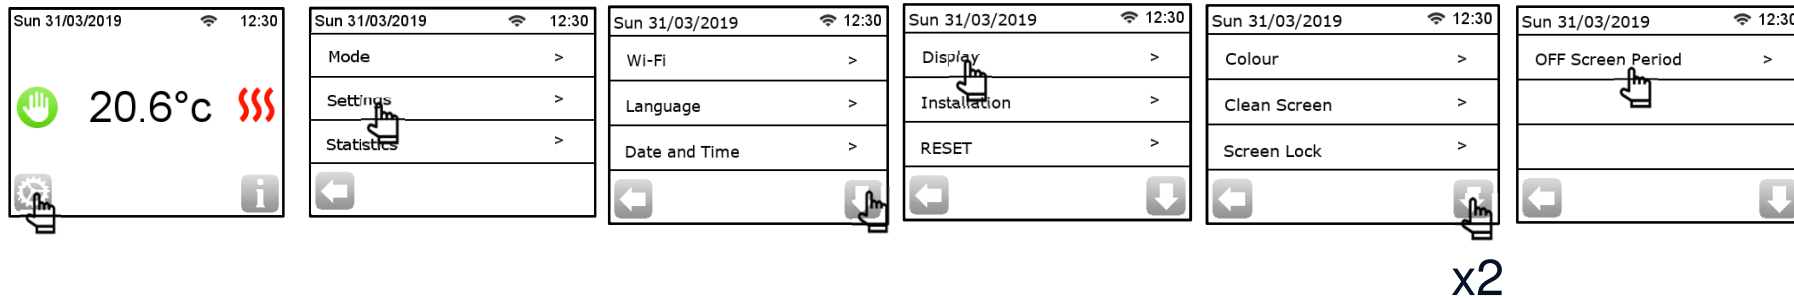 Sun 31/03/2019 12:30
20.6°c
i
Sun 31/03/2019 12:30
Mode >
Settings >
Statistics >
Sun 31/03/2019 12:30
Wi-Fi >
Language >
Date and Time >
Sun 31/03/2019 12:30
Display >
Installation >
RESET >
Sun 31/03/2019 12:30
Colour >
Clean Screen >
Screen Lock >
x2
Sun 31/03/2019 12:30
OFF Screen Period >